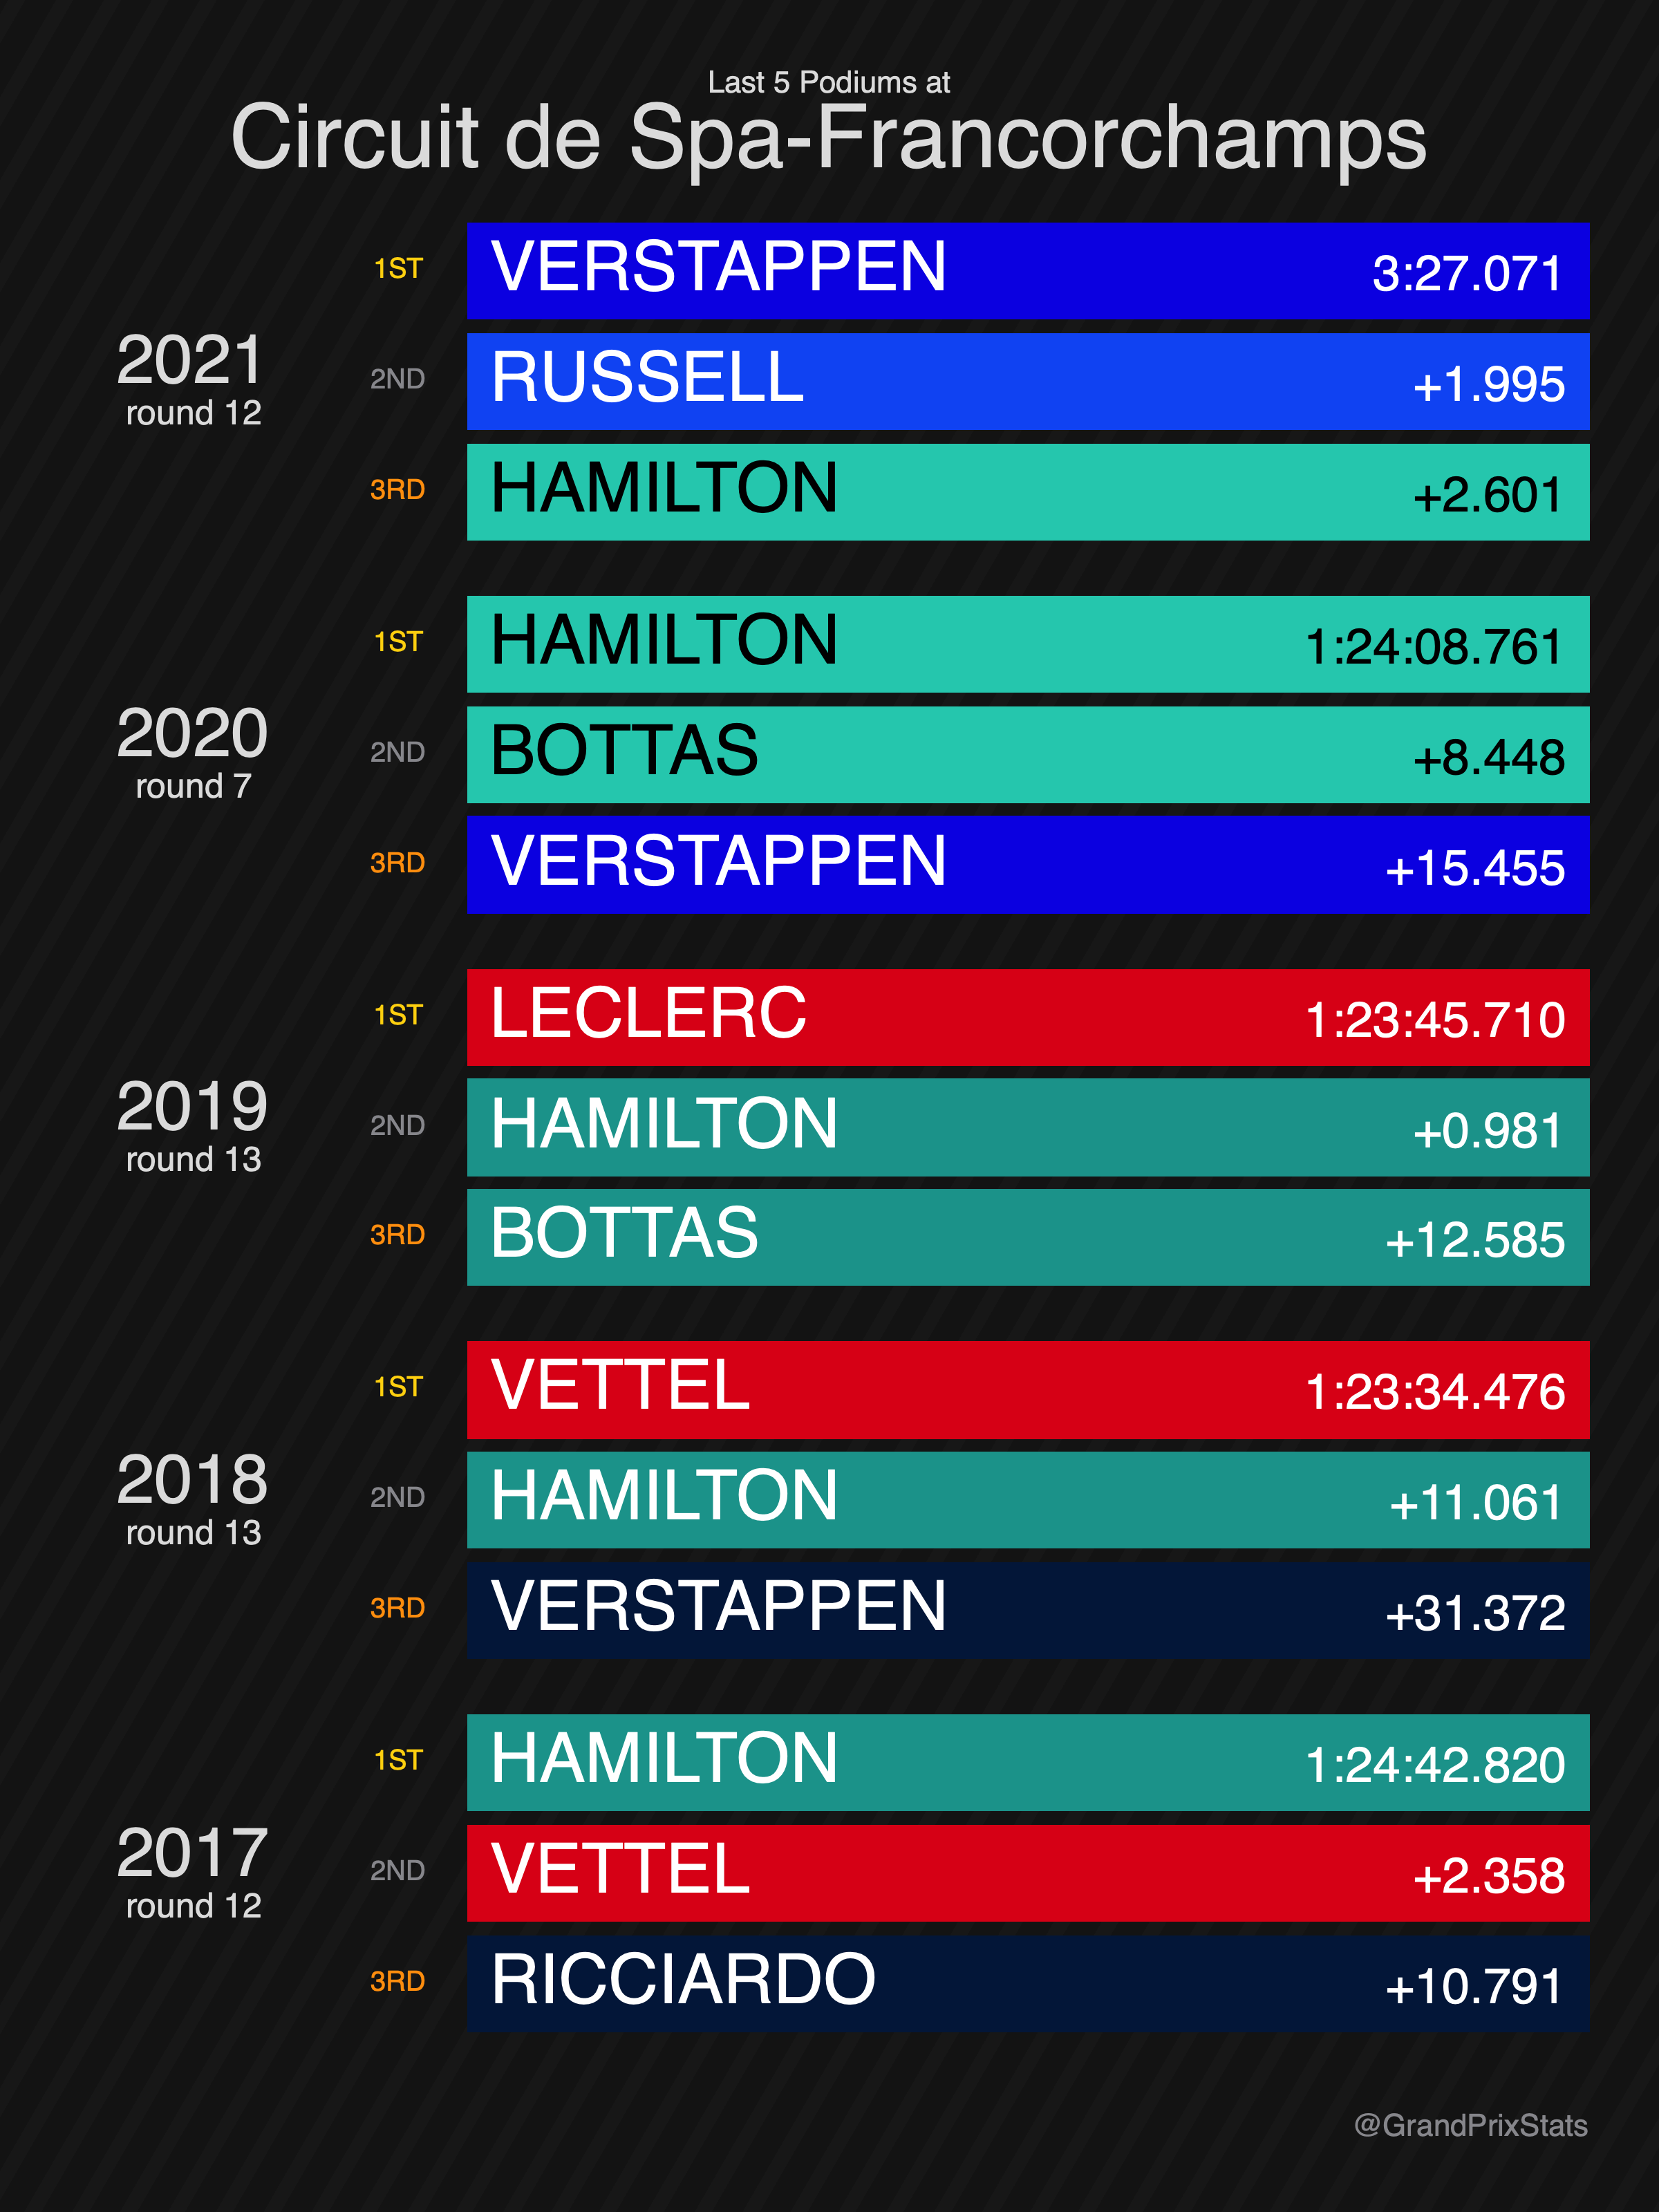 Last 5 Podiums at
Circuit de Spa-Francorchamps
2021
round 12
1ST VERSTAPPEN 3:27.071
2ND RUSSELL +1.995
3RD HAMILTON +2.601
2020
round 7
1ST HAMILTON 1:24:08.761
2ND BOTTAS +8.448
3RD VERSTAPPEN +15.455
2019
round 13
1ST LECLERC 1:23:45.710
2ND HAMILTON +0.981
3RD BOTTAS +12.585
2018
round 13
1ST VETTEL 1:23:34.476
2ND HAMILTON +11.061
3RD VERSTAPPEN +31.372
2017
round 12
1ST HAMILTON 1:24:42.820
2ND VETTEL +2.358
3RD RICCIARDO +10.791
@GrandPrixStats